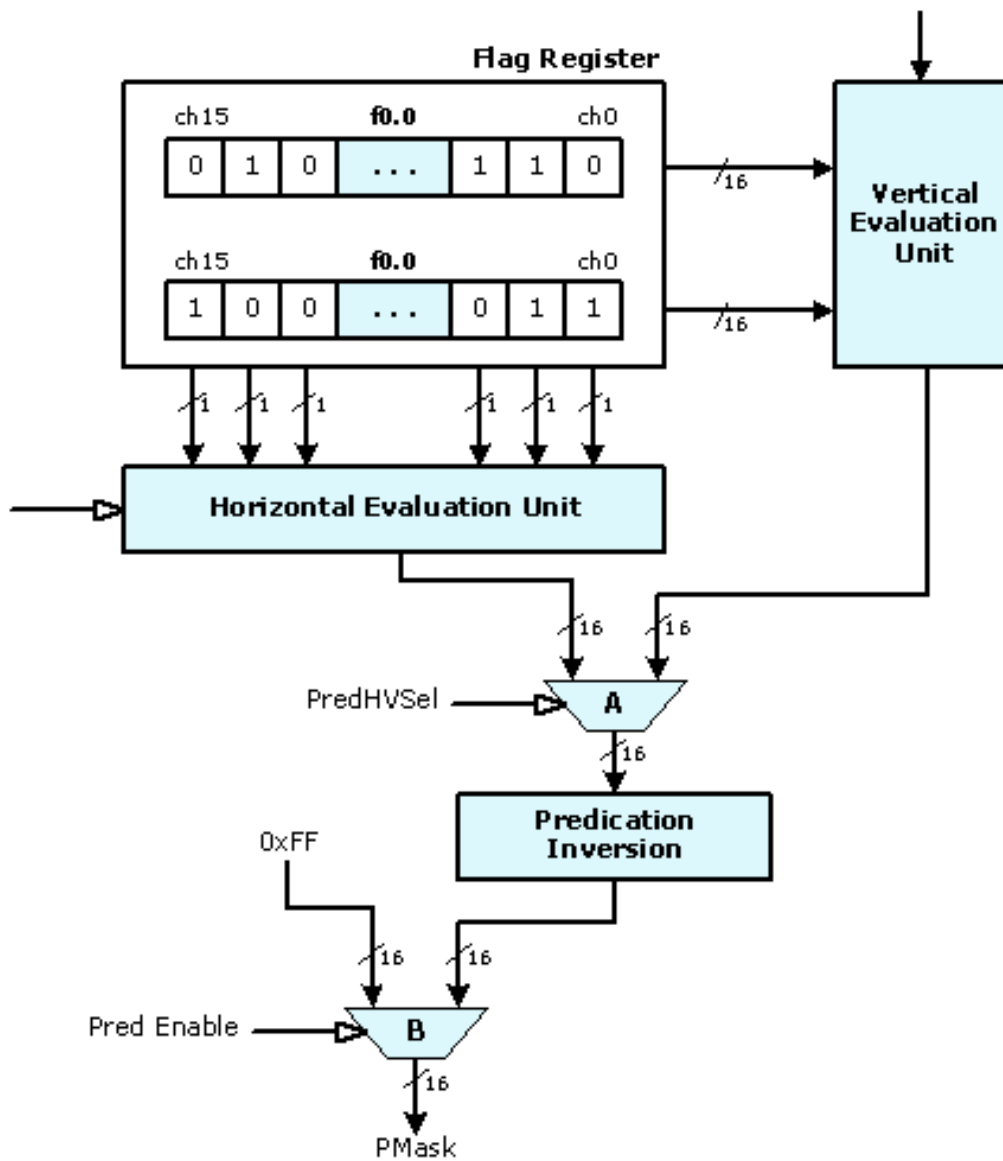 Flag Register
ch15 f0.0 ch0
0 1 0 ... 1 1 0
16
Vertical
Evaluation
Unit
ch15 f0.0 ch0
1 0 0 ... 0 1 1
16
1 1 1 1 1 1
Horizontal Evaluation Unit
16 16
PredHVSel
A
16
Predication
Inversion
0xFF
16 16
Pred Enable
B
16
PMask